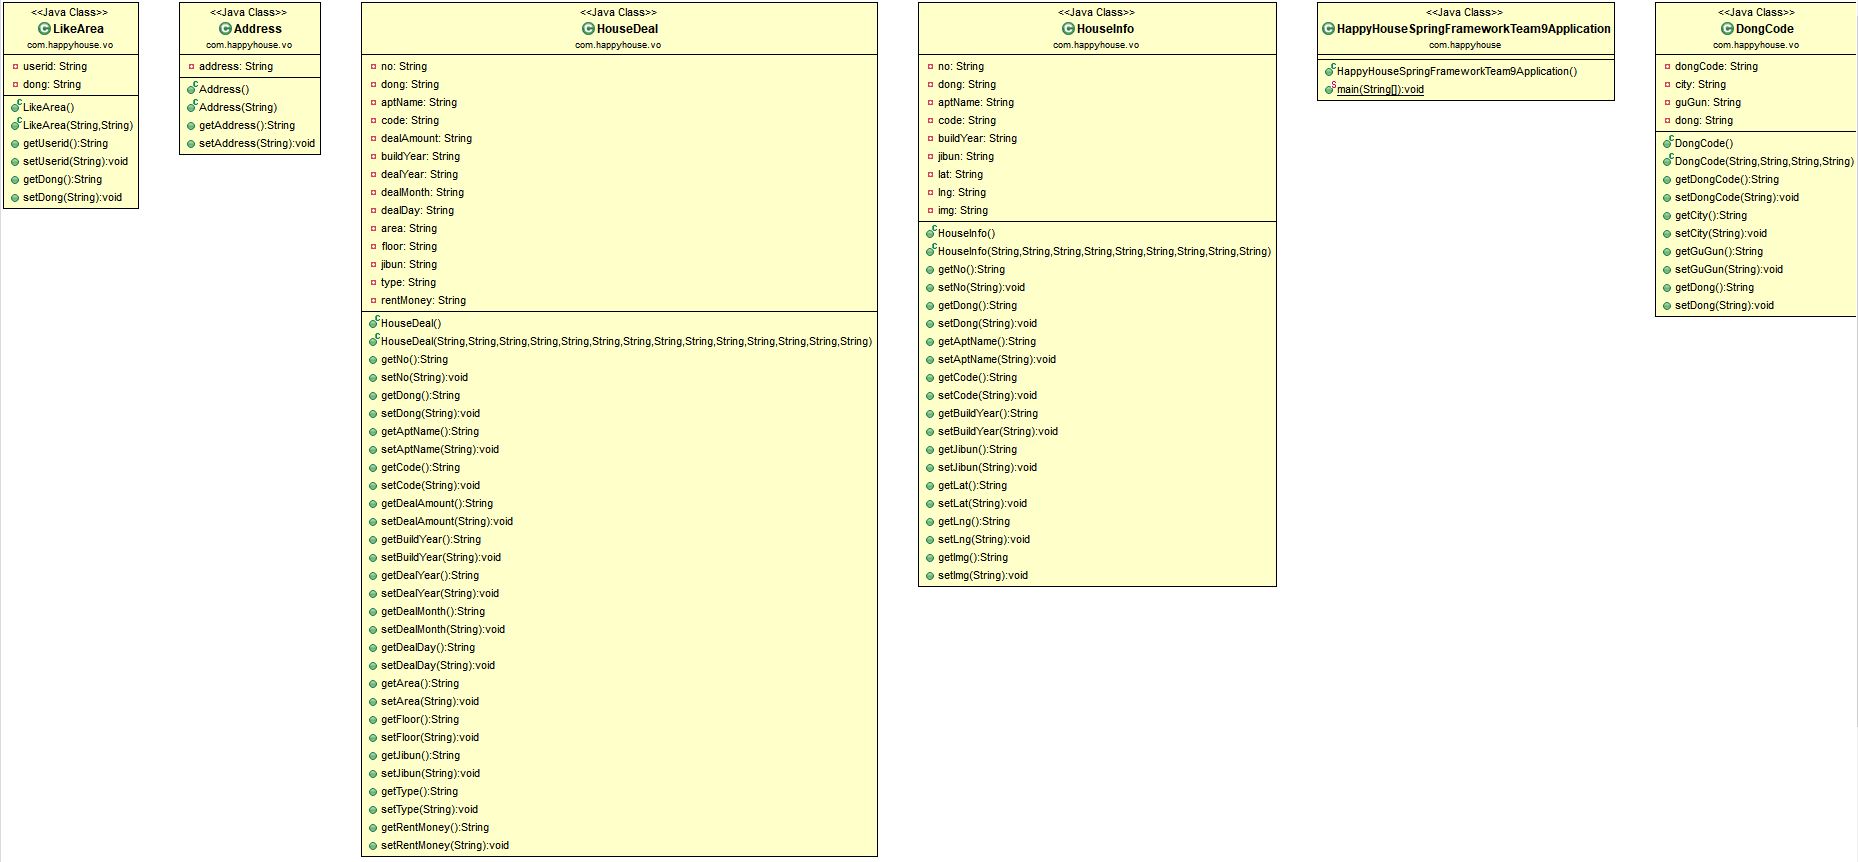 <<Java Class>>
LikeArea
com.happyhouse.vo
userid: String
dong: String
LikeArea()
LikeArea(String,String)
getUserid():String
setUserid(String):void
getDong():String
setDong(String):void
<<Java Class>>
Address
com.happyhouse.vo
address: String
Address()
Address(String)
getAddress():String
setAddress(String):void
<<Java Class>>
HouseDeal
com.happyhouse.vo
no: String
dong: String
aptName: String
code: String
dealAmount: String
buildYear: String
dealYear: String
dealMonth: String
dealDay: String
area: String
floor: String
jibun: String
type: String
rentMoney: String
HouseDeal()
HouseDeal(String,String,String,String,String,String,String,String,String,String,String,String,String,String)
getNo():String
setNo(String):void
getDong():String
setDong(String):void
getAptName():String
setAptName(String):void
getCode():String
setCode(String):void
getDealAmount():String
setDealAmount(String):void
getBuildYear():String
setBuildYear(String):void
getDealYear():String
setDealYear(String):void
getDealMonth():String
setDealMonth(String):void
getDealDay():String
setDealDay(String):void
getArea():String
setArea(String):void
getFloor():String
setFloor(String):void
getJibun():String
setJibun(String):void
getType():String
setType(String):void
getRentMoney():String
setRentMoney(String):void
<<Java Class>>
HouseInfo
com.happyhouse.vo
no: String
dong: String
aptName: String
code: String
buildYear: String
jibun: String
lat: String
lng: String
img: String
HouseInfo()
HouseInfo(String,String,String,String,String,String,String,String,String)
getNo():String
setNo(String):void
getDong():String
setDong(String):void
getAptName():String
setAptName(String):void
getCode():String
setCode(String):void
getBuildYear():String
setBuildYear(String):void
getJibun():String
setJibun(String):void
getLat():String
setLat(String):void
getLng():String
setLng(String):void
getImg():String
setImg(String):void
<<Java Class>>
HappyHouseSpringFrameworkTeam9Application
com.happyhouse
HappyHouseSpringFrameworkTeam9Application()
main(String[]):void
<<Java Class>>
DongCode
com.happyhouse.vo
dongCode: String
city: String
guGun: String
dong: String
DongCode()
DongCode(String,String,String,String)
getDongCode():String
setDongCode(String):void
getCity():String
setCity(String):void
getGuGun():String
setGuGun(String):void
getDong():String
setDong(String):void